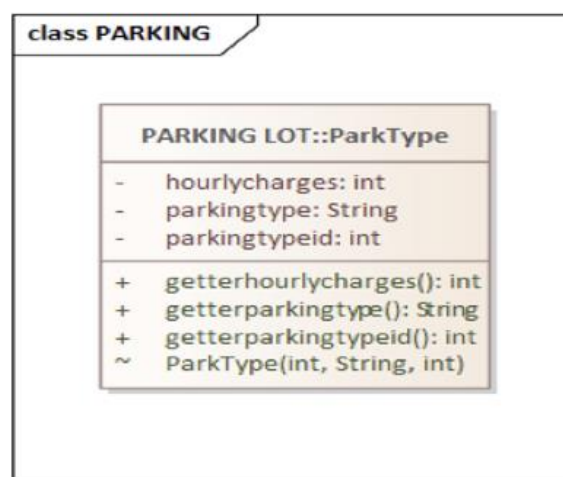 class PARKING
PARKING LOT::ParkType
- hourlycharges: int
- parkingtype: String
- parkingtypeid: int
+ getterhourlycharges(): int
+ getterparkingtype(): String
+ getterparkingtypeid(): int
~ ParkType(int, String, int)